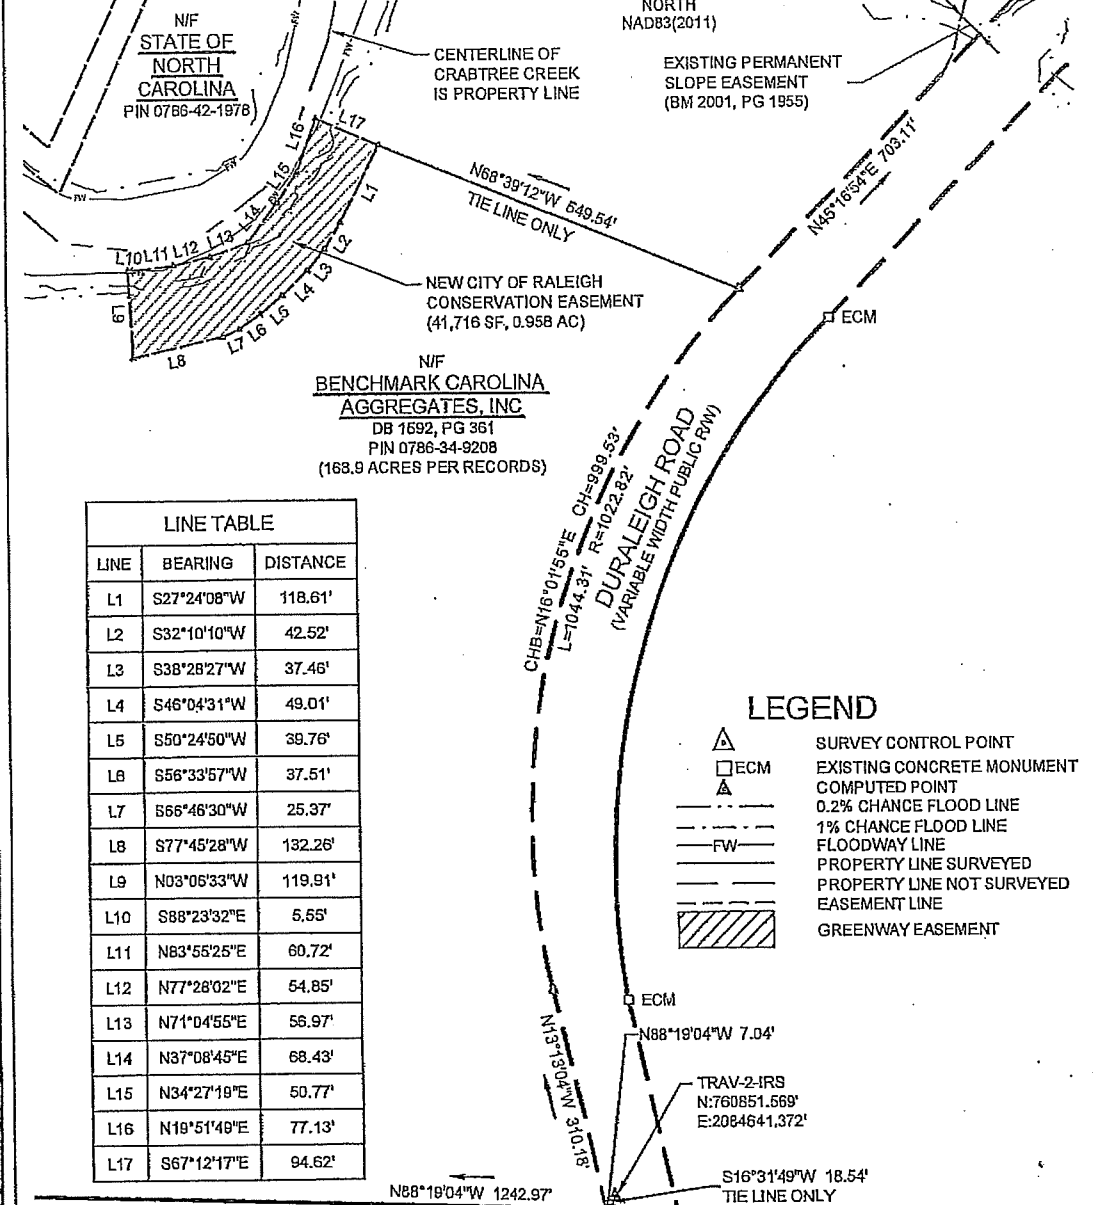 N/F
STATE OF
NORTH
CAROLINA
PIN 0786-42-1978
NORTH
NAD83(2011)
CENTERLINE OF
CRABTREE CREEK
IS PROPERTY LINE
EXISTING PERMANENT
SLOPE EASEMENT
(BM 2001, PG 1955)
FW
FW
FW
FW
FW
L17
L16
L15
L14
L13
L12
L11
L10
L9
L8
L7
L6
L5
L4
L3
L2
L1
N68°39'12"W 549.54'
TIE LINE ONLY
N45°16'54"E 703.11'
NEW CITY OF RALEIGH
CONSERVATION EASEMENT
(41,716 SF, 0.958 AC)
ECM
N/F
BENCHMARK CAROLINA
AGGREGATES, INC
DB 1592, PG 361
PIN 0786-34-9208
(168.9 ACRES PER RECORDS)
CHB=N16°01'55"E CH=999.53'
L=1044.31' R=1022.82'
DURALEIGH ROAD
(VARIABLE WIDTH PUBLIC R/W)
LINE TABLE
LINE BEARING DISTANCE
L1 S27°24'08"W 118.61'
L2 S32°10'10"W 42.52'
L3 S38°28'27"W 37.46'
L4 S46°04'31"W 49.01'
L5 S50°24'50"W 39.76'
L6 S56°33'57"W 37.51'
L7 S66°46'30"W 25.37'
L8 S77°45'28"W 132.26'
L9 N03°06'33"W 119.91'
L10 S88°23'32"E 5.55'
L11 N83°55'25"E 60.72'
L12 N77°28'02"E 54.85'
L13 N71°04'55"E 56.97'
L14 N37°08'45"E 68.43'
L15 N34°27'19"E 50.77'
L16 N19°51'49"E 77.13'
L17 S67°12'17"E 94.62'
LEGEND
SURVEY CONTROL POINT
ECM EXISTING CONCRETE MONUMENT
COMPUTED POINT
0.2% CHANCE FLOOD LINE
1% CHANCE FLOOD LINE
FW FLOODWAY LINE
PROPERTY LINE SURVEYED
PROPERTY LINE NOT SURVEYED
EASEMENT LINE
GREENWAY EASEMENT
ECM
N88°19'04"W 7.04'
N13°13'04"W 310.18'
TRAV-2-IRS
N:760851.569'
E:2084641.372'
S16°31'49"W 18.54'
TIE LINE ONLY
N88°19'04"W 1242.97'